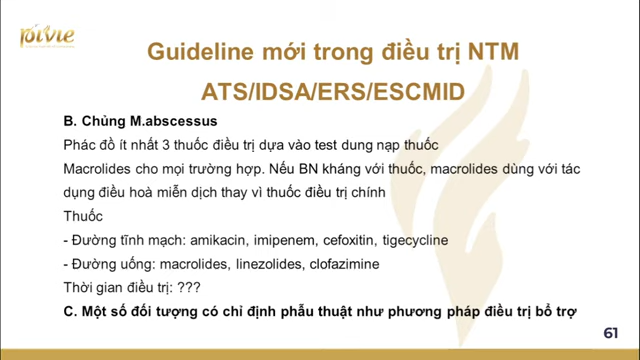 pivie
Guideline mới trong điều trị NTM
ATS/IDSA/ERS/ESCMID
B. Chủng M.abscessus
Phác đồ ít nhất 3 thuốc điều trị dựa vào test dung nạp thuốc
Macrolides cho mọi trường hợp. Nếu BN kháng với thuốc, macrolides dùng với tác
dụng điều hoà miễn dịch thay vì thuốc điều trị chính
Thuốc
- Đường tĩnh mạch: amikacin, imipenem, cefoxitin, tigecycline
- Đường uống: macrolides, linezolides, clofazimine
Thời gian điều trị: ???
C. Một số đối tượng có chỉ định phẫu thuật như phương pháp điều trị bổ trợ
61